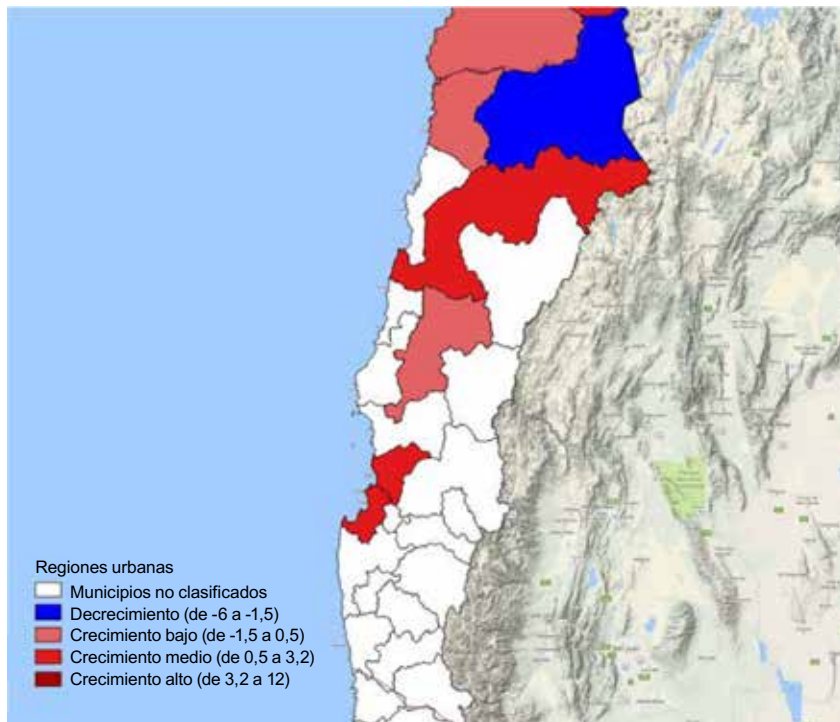 Regiones urbanas
Municipios no clasificados
Decrecimiento (de -6 a -1,5)
Crecimiento bajo (de -1,5 a 0,5)
Crecimiento medio (de 0,5 a 3,2)
Crecimiento alto (de 3,2 a 12)